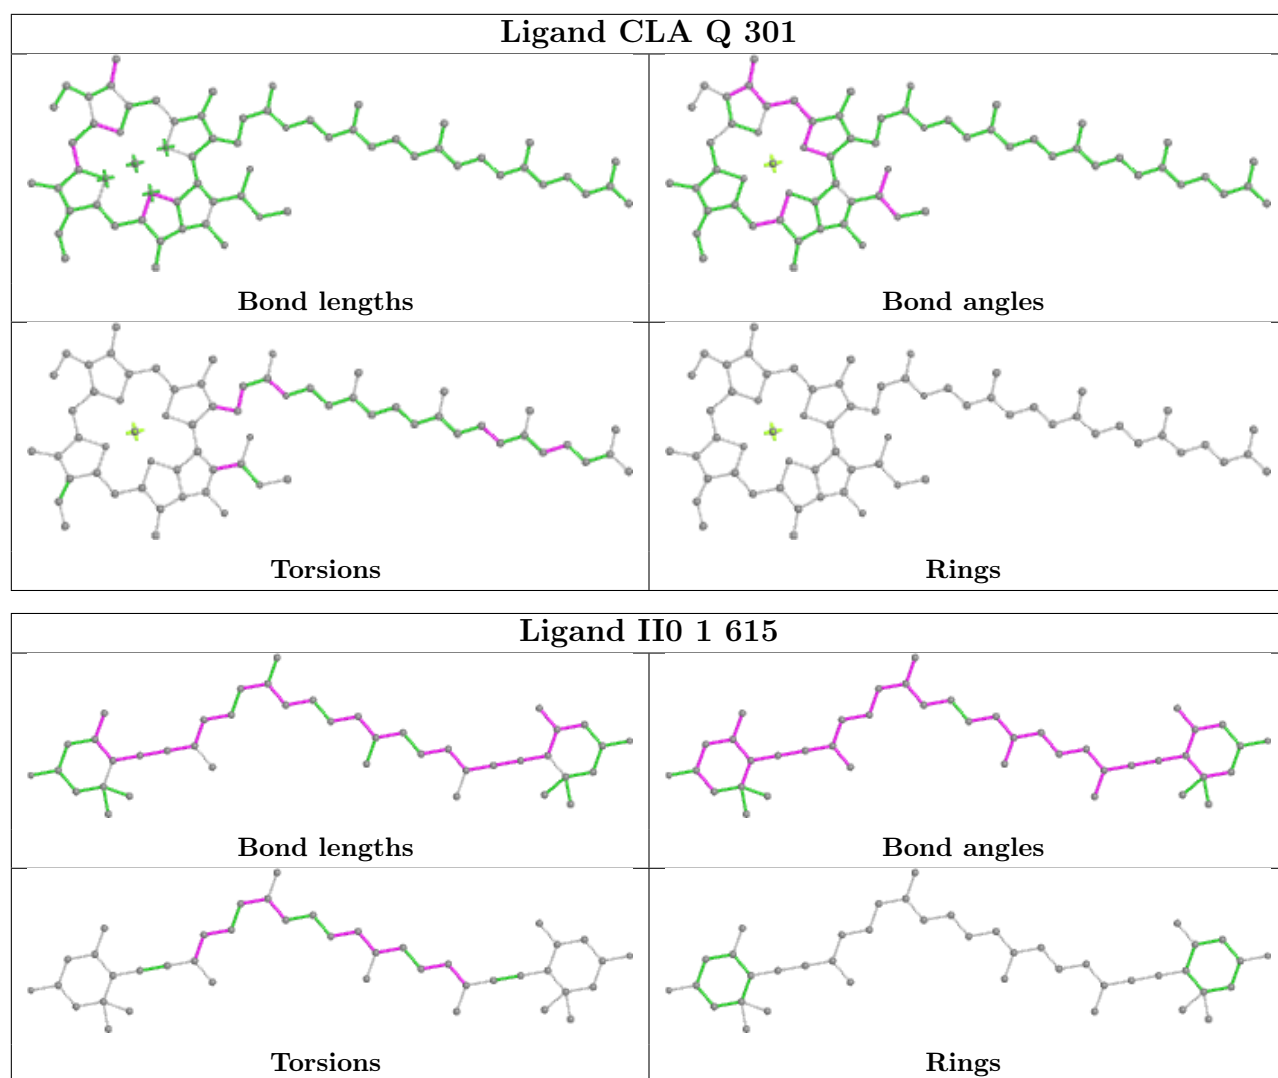 Ligand CLA Q 301
Bond lengths
Bond angles
Torsions
Rings
Ligand II0 1 615
Bond lengths
Bond angles
Torsions
Rings